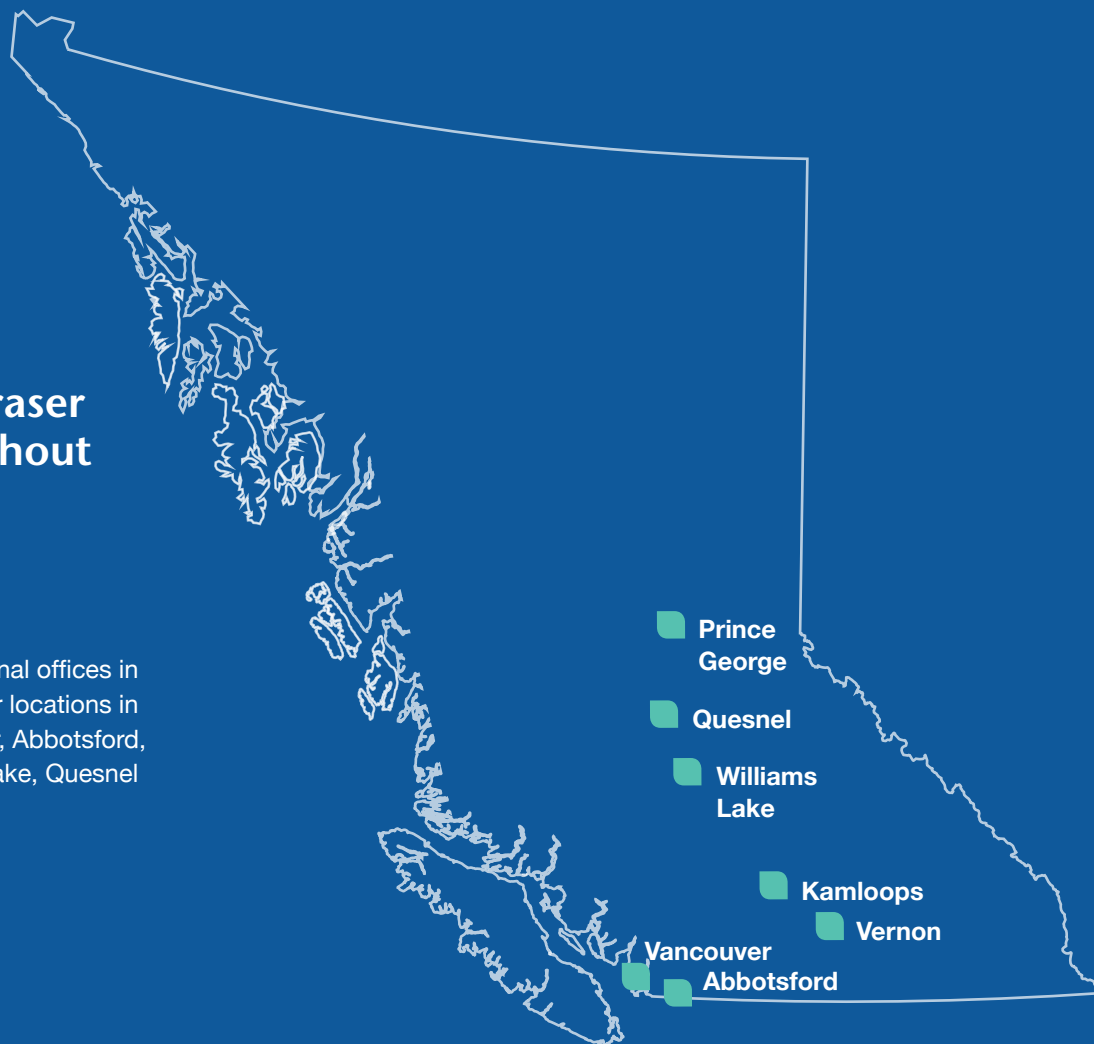 raser
hout
nal offices in
r locations in
, Abbotsford,
ake, Quesnel
Prince
George
Quesnel
Williams
Lake
Kamloops
Vernon
Vancouver
Abbotsford